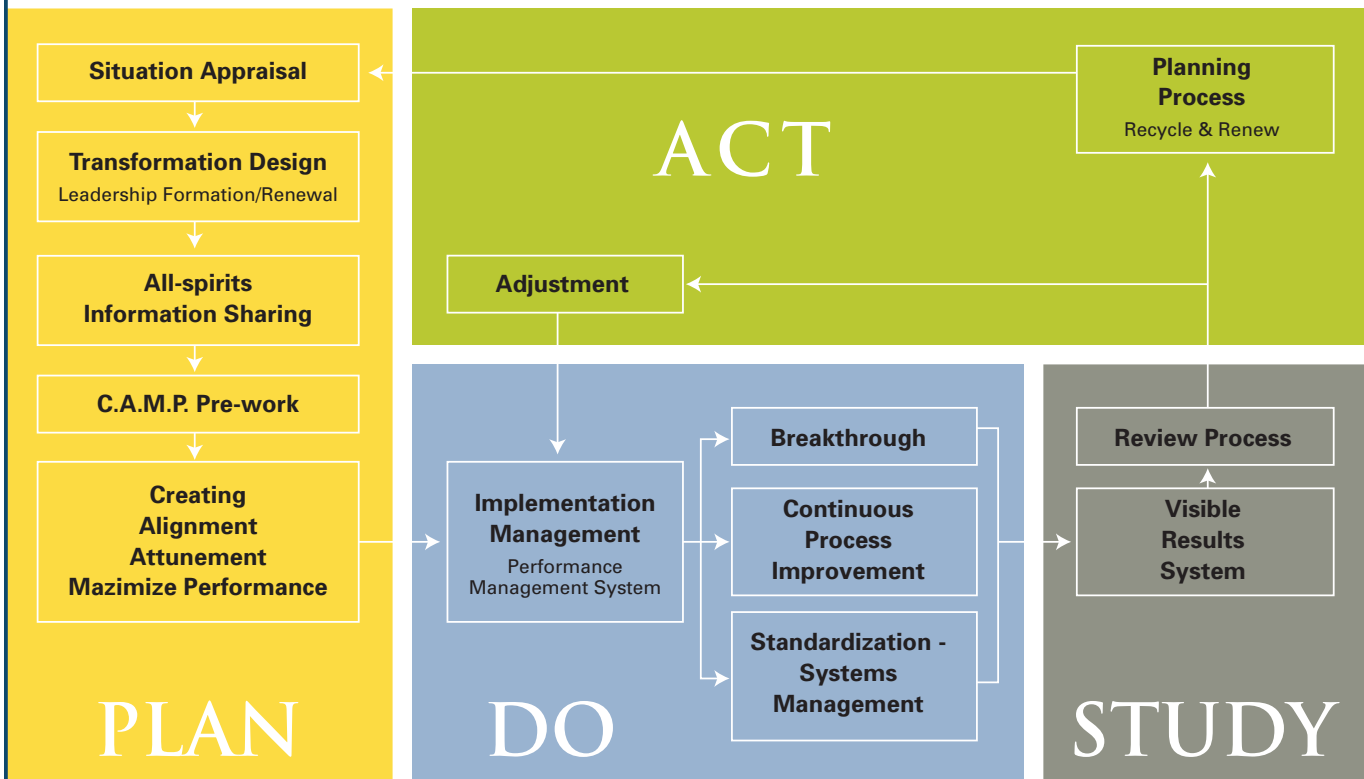 Situation Appraisal
Transformation Design
Leadership Formation/Renewal
All-spirits
Information Sharing
C.A.M.P. Pre-work
Creating
Alignment
Attunement
Mazimize Performance
PLAN
ACT
Planning
Process
Recycle & Renew
Adjustment
Implementation
Management
Performance
Management System
Breakthrough
Continuous
Process
Improvement
Standardization -
Systems
Management
DO
Review Process
Visible
Results
System
STUDY